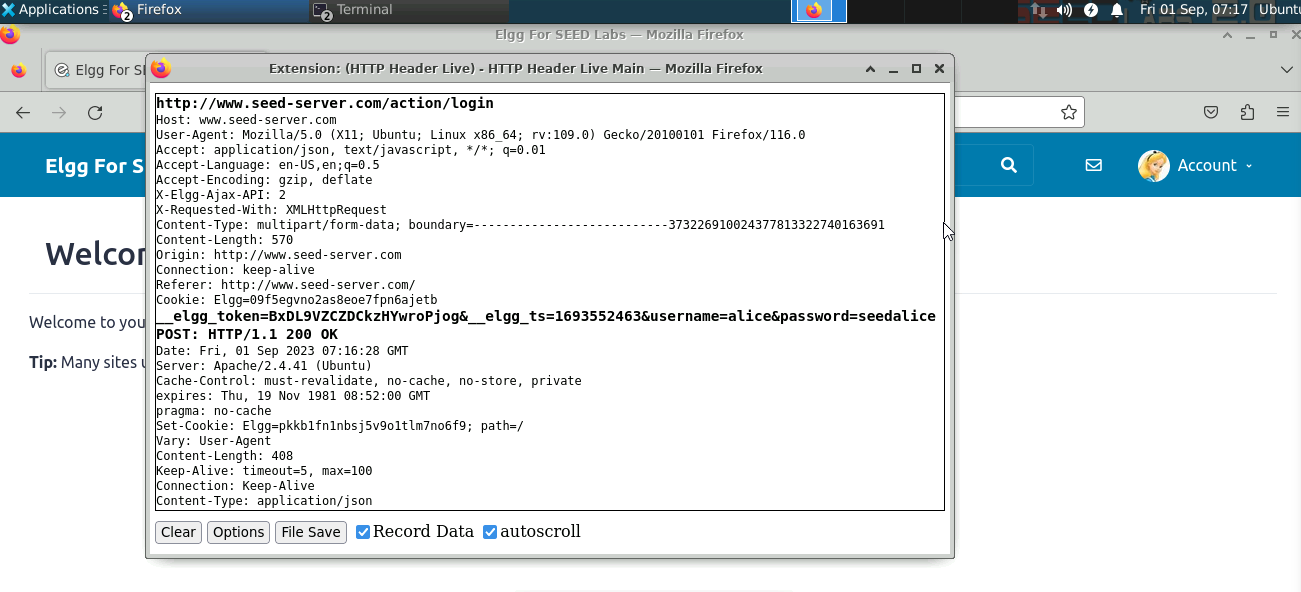 Applications
2 Firefox
2 Terminal
Fri 01 Sep, 07:17 Ubuntu
Elgg For SEED Labs — Mozilla Firefox
Elgg For S
Extension: (HTTP Header Live) - HTTP Header Live Main — Mozilla Firefox
Elgg For S
Account
Welcom
Welcome to you
Tip: Many sites u
http://www.seed-server.com/action/login
Host: www.seed-server.com
User-Agent: Mozilla/5.0 (X11; Ubuntu; Linux x86_64; rv:109.0) Gecko/20100101 Firefox/116.0
Accept: application/json, text/javascript, */*; q=0.01
Accept-Language: en-US,en;q=0.5
Accept-Encoding: gzip, deflate
X-Elgg-Ajax-API: 2
X-Requested-With: XMLHttpRequest
Content-Type: multipart/form-data; boundary=---------------------------373226910024377813322740163691
Content-Length: 570
Origin: http://www.seed-server.com
Connection: keep-alive
Referer: http://www.seed-server.com/
Cookie: Elgg=09f5egvno2as8eoe7fpn6ajetb
__elgg_token=BxDL9VZCZDCkzHYwroPjog&__elgg_ts=1693552463&username=alice&password=seedalice
POST: HTTP/1.1 200 OK
Date: Fri, 01 Sep 2023 07:16:28 GMT
Server: Apache/2.4.41 (Ubuntu)
Cache-Control: must-revalidate, no-cache, no-store, private
expires: Thu, 19 Nov 1981 08:52:00 GMT
pragma: no-cache
Set-Cookie: Elgg=pkkb1fn1nbsj5v9o1tlm7no6f9; path=/
Vary: User-Agent
Content-Length: 408
Keep-Alive: timeout=5, max=100
Connection: Keep-Alive
Content-Type: application/json
Clear Options File Save Record Data autoscroll